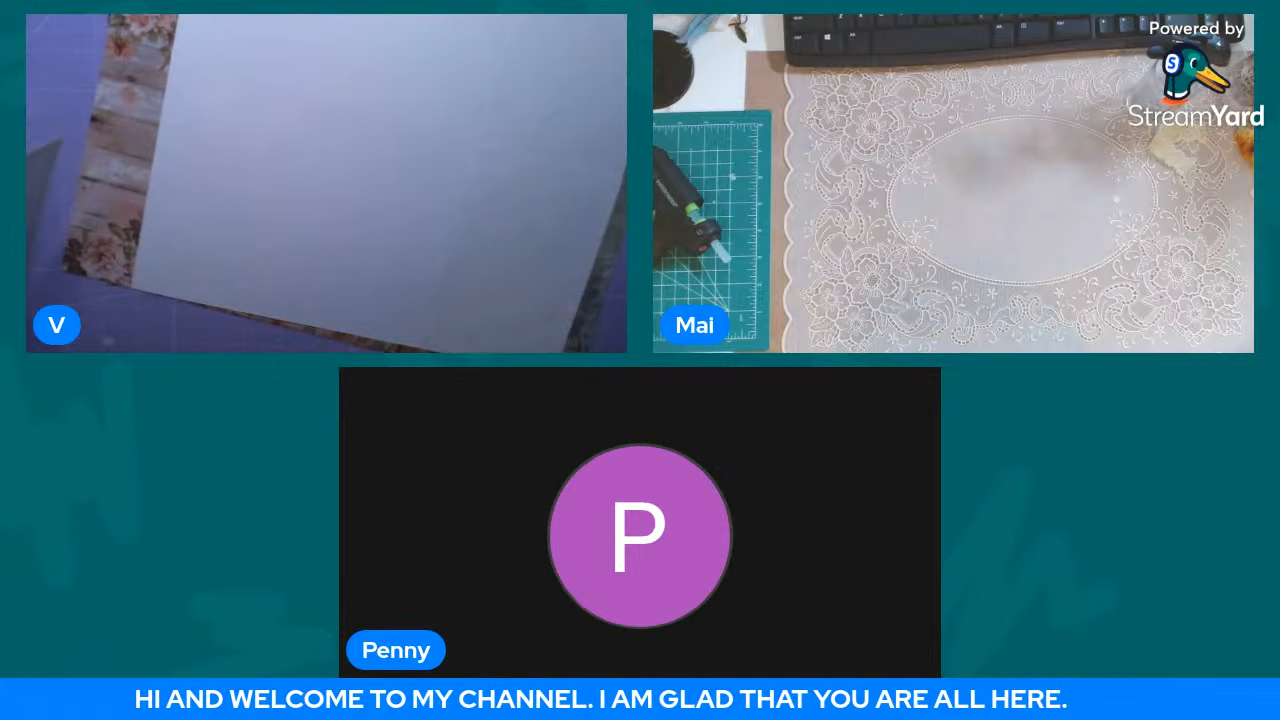 Powered by
S
StreamYard
V
Mai
P
Penny
HI AND WELCOME TO MY CHANNEL. I AM GLAD THAT YOU ARE ALL HERE.